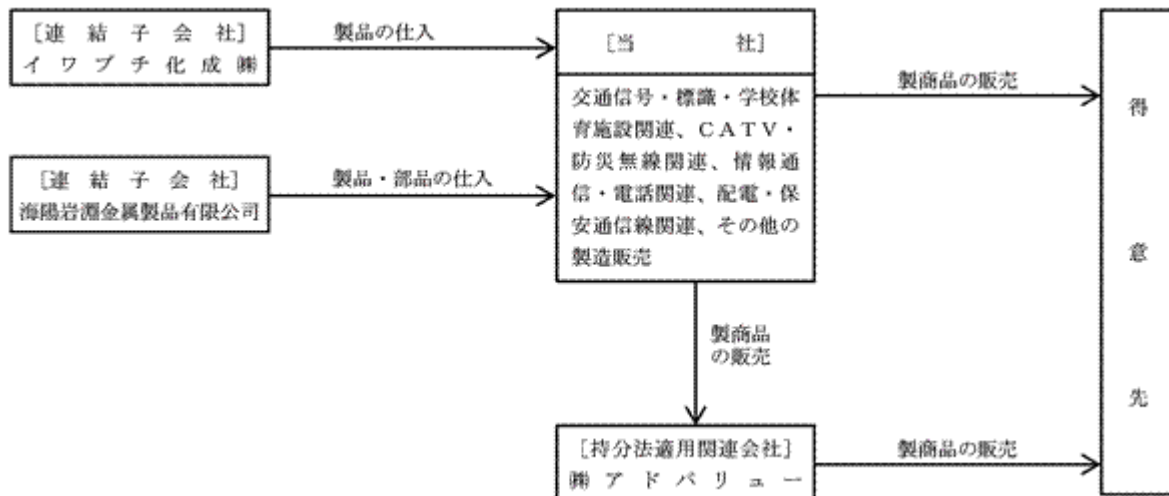 [連結子会社]
イワブチ化成㈱
製品の仕入
[当社]
交通信号・標識・学校体
育施設関連、CATV・
防災無線関連、情報通
信・電話関連、配電・保
安通信線関連、その他の
製造販売
製商品の販売
[連結子会社]
海陽岩淵金属製品有限公司
製品・部品の仕入
製商品
の販売
[持分法適用関連会社]
㈱アドバリュー
製商品の販売
得意先